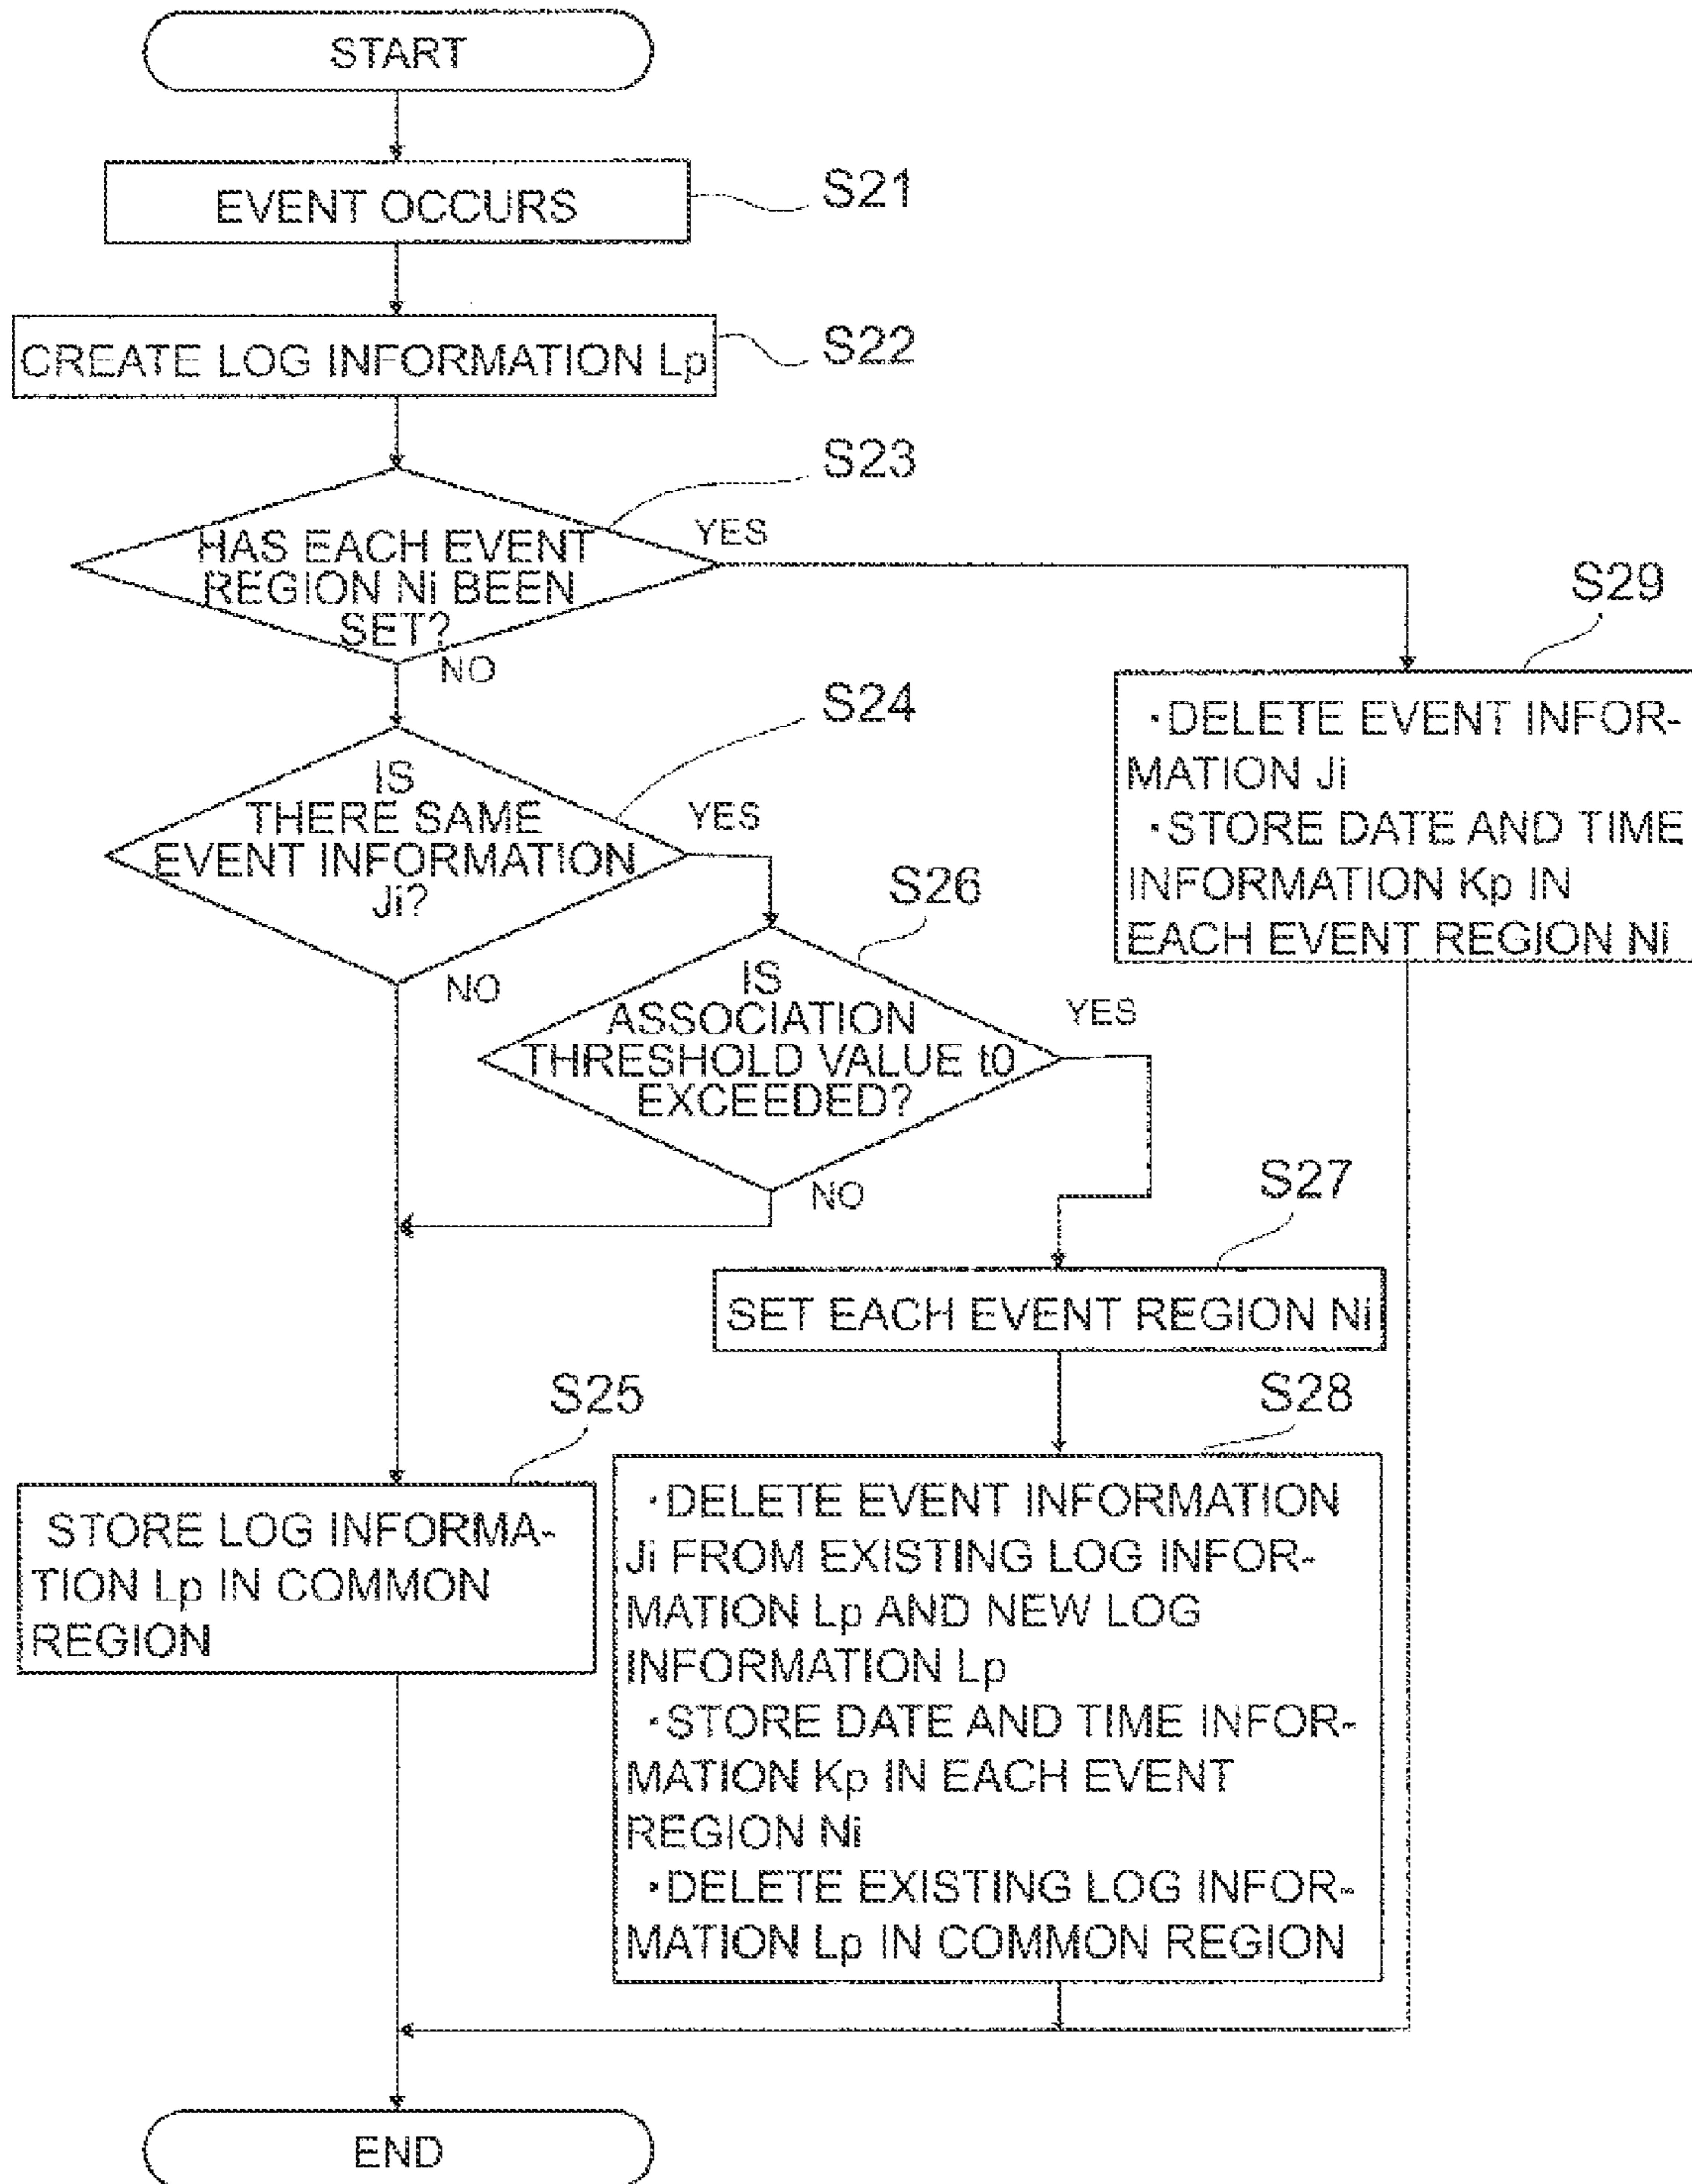 START
EVENT OCCURS
S21
CREATE LOG INFORMATION Lp
S22
S23
HAS EACH EVENT
REGION Ni BEEN
SET?
YES
NO
S29
·DELETE EVENT INFOR-
MATION Ji
·STORE DATE AND TIME
INFORMATION Kp IN
EACH EVENT REGION Ni
S24
IS
THERE SAME
EVENT INFORMATION
Ji?
YES
NO
S26
IS
ASSOCIATION
THRESHOLD VALUE t0
EXCEEDED?
YES
NO
S27
SET EACH EVENT REGION Ni
S25
STORE LOG INFORMA-
TION Lp IN COMMON
REGION
S28
·DELETE EVENT INFORMATION
Ji FROM EXISTING LOG INFOR-
MATION Lp AND NEW LOG
INFORMATION Lp
·STORE DATE AND TIME INFOR-
MATION Kp IN EACH EVENT
REGION Ni
·DELETE EXISTING LOG INFOR-
MATION Lp IN COMMON REGION
END